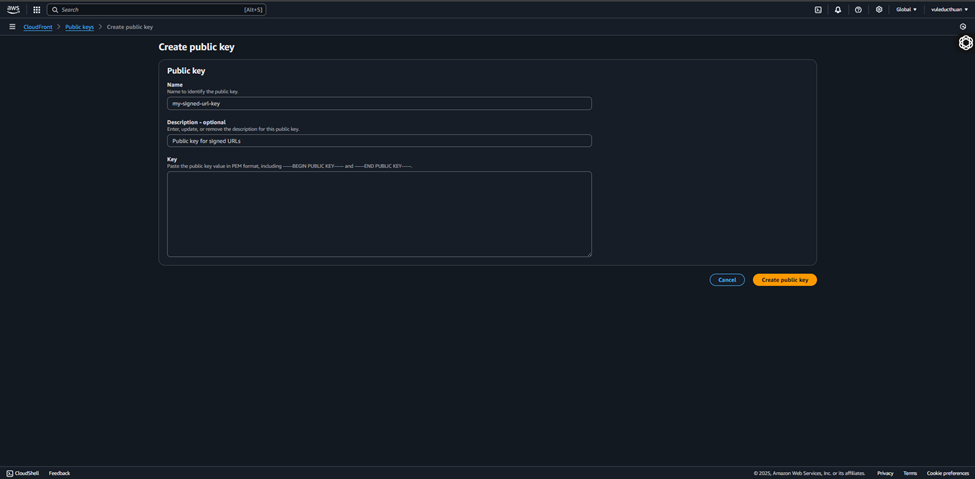 aws
Search [Alt+S] Global vuleducthuan
CloudFront Public keys Create public key
Create public key
Public key
Name
Name to identify the public key.
my-signed-url-key
Description - optional
Enter, update, or remove the description for this public key.
Public key for signed URLs
Key
Paste the public key value in PEM format, including -----BEGIN PUBLIC KEY----- and -----END PUBLIC KEY-----.
Cancel Create public key
CloudShell Feedback © 2025, Amazon Web Services, Inc. or its affiliates. Privacy Terms Cookie preferences